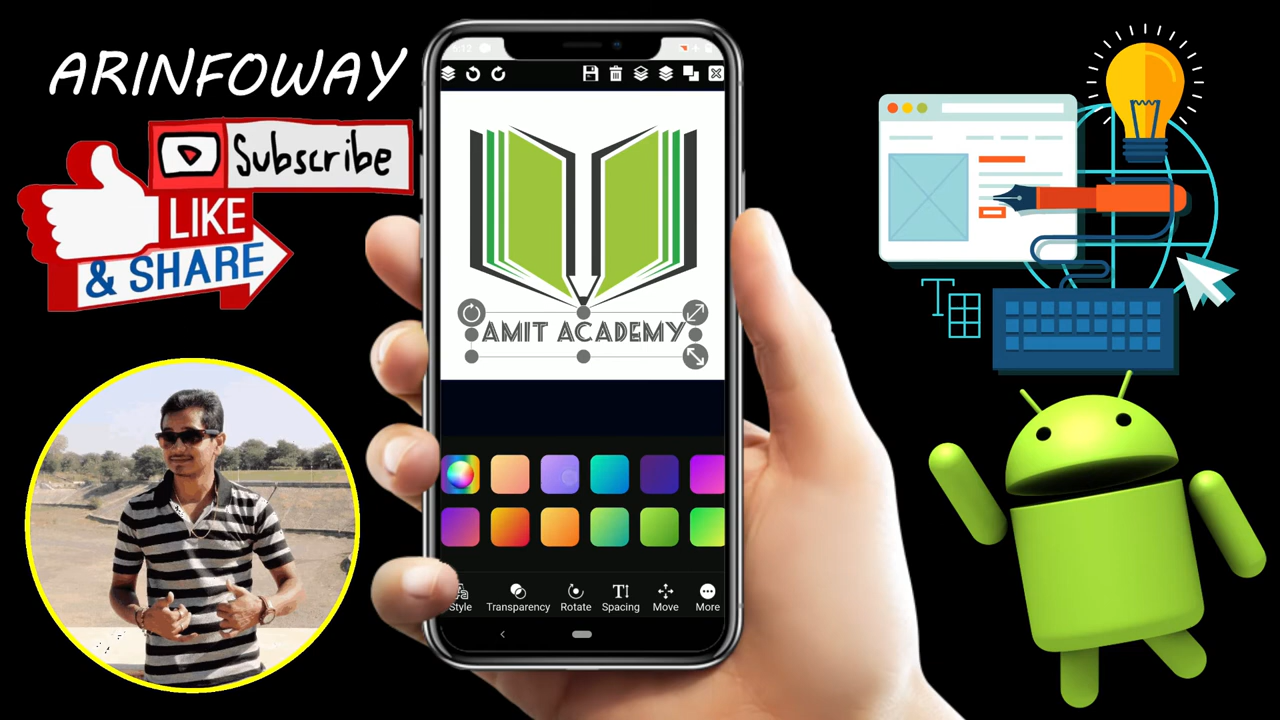 ARINFOWAY
Subscribe
LIKE
& SHARE
AMIT ACADEMY
Style Transparency Rotate Spacing Move More